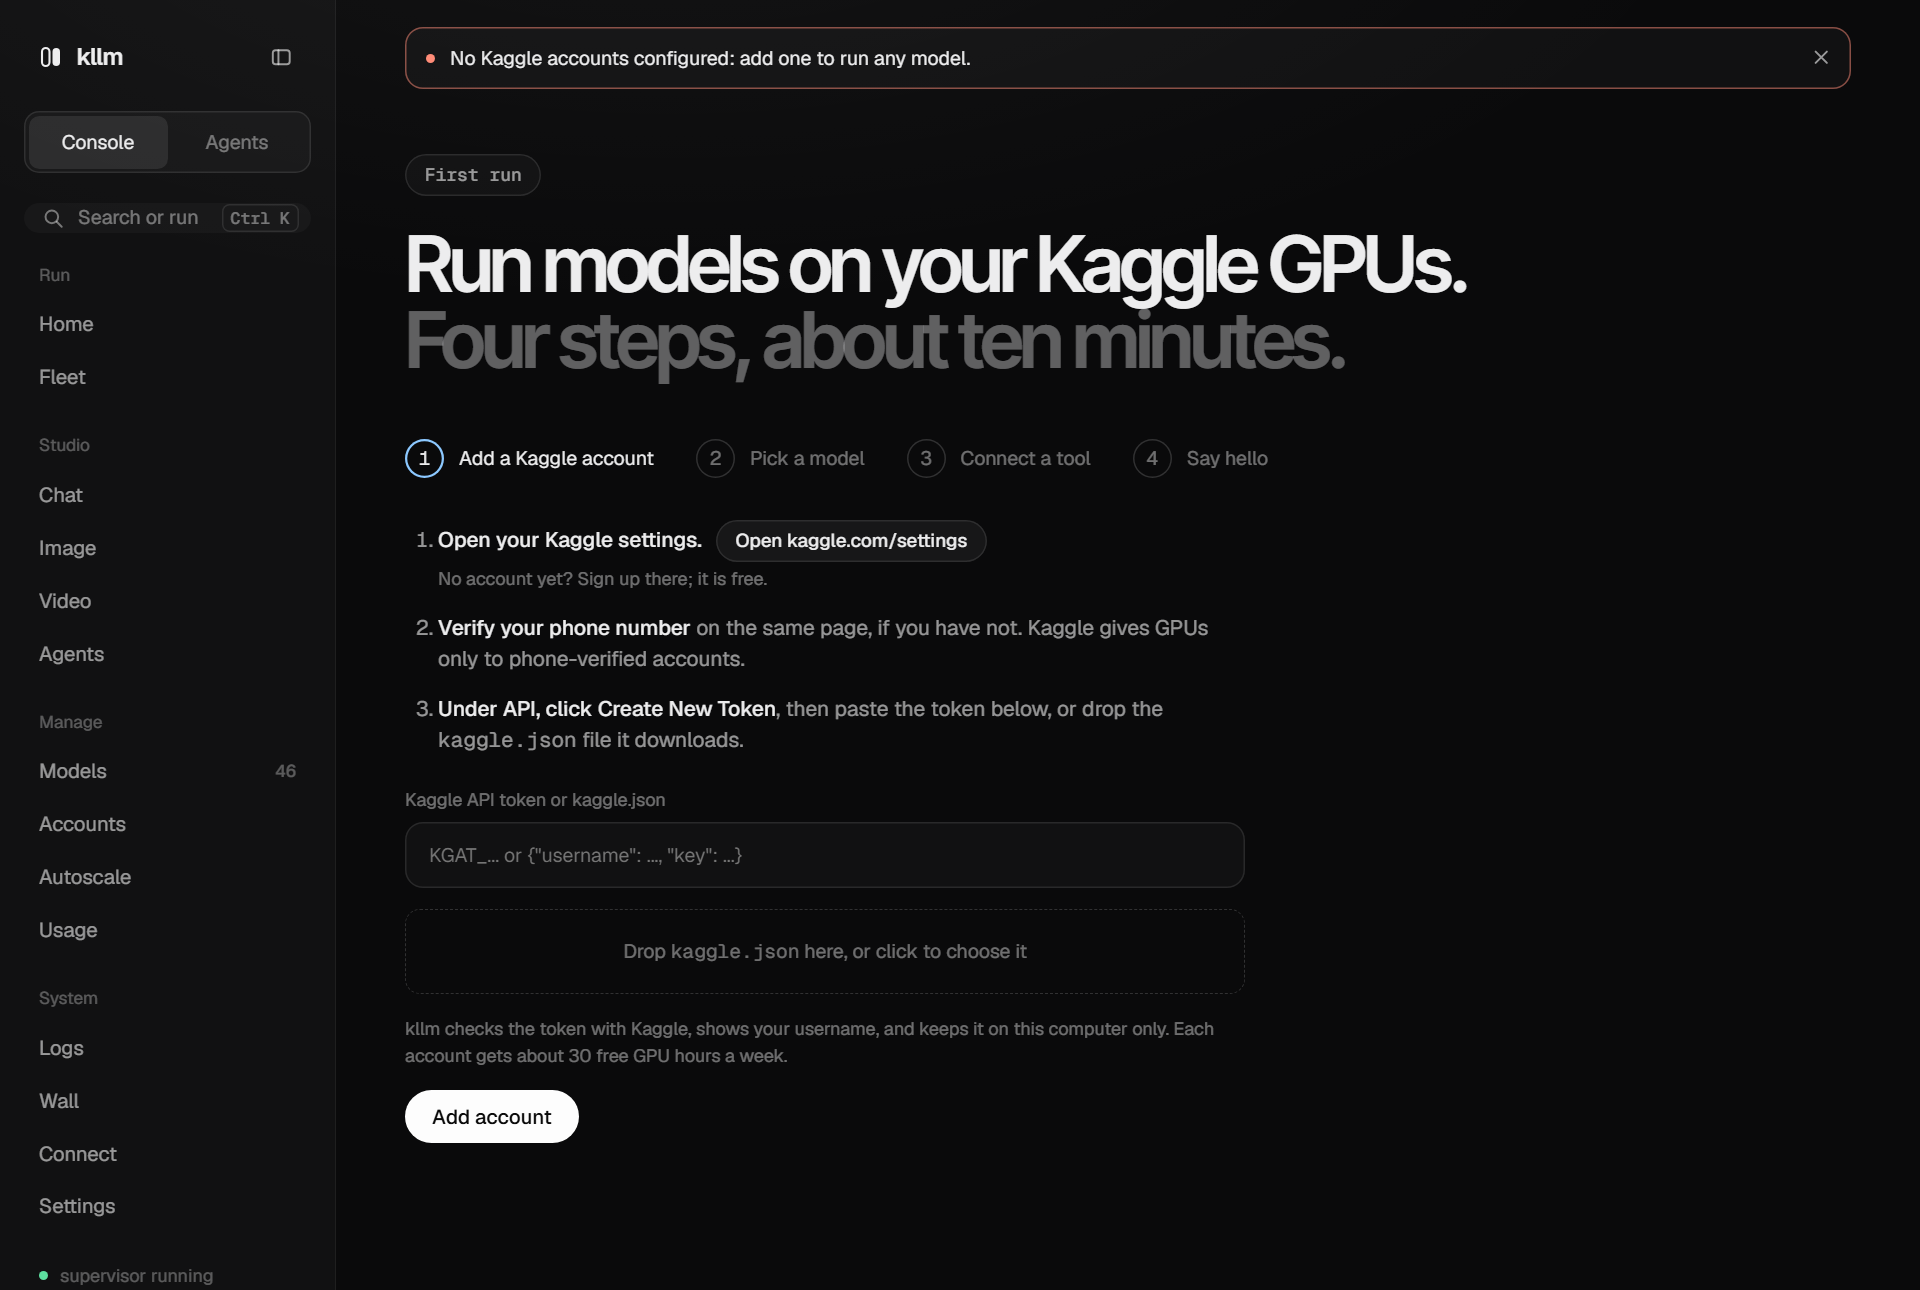 kllm
Console
Agents
Search or run
Ctrl K
Run
Home
Fleet
Studio
Chat
Image
Video
Agents
Manage
Models
46
Accounts
Autoscale
Usage
System
Logs
Wall
Connect
Settings
supervisor running
No Kaggle accounts configured: add one to run any model.
First run
Run models on your Kaggle GPUs.
Four steps, about ten minutes.
1 Add a Kaggle account
2 Pick a model
3 Connect a tool
4 Say hello
1. Open your Kaggle settings.
Open kaggle.com/settings
No account yet? Sign up there; it is free.
2. Verify your phone number on the same page, if you have not. Kaggle gives GPUs
only to phone-verified accounts.
3. Under API, click Create New Token, then paste the token below, or drop the
kaggle.json file it downloads.
Kaggle API token or kaggle.json
KGAT_... or {"username": ..., "key": ...}
Drop kaggle.json here, or click to choose it
kllm checks the token with Kaggle, shows your username, and keeps it on this computer only. Each
account gets about 30 free GPU hours a week.
Add account